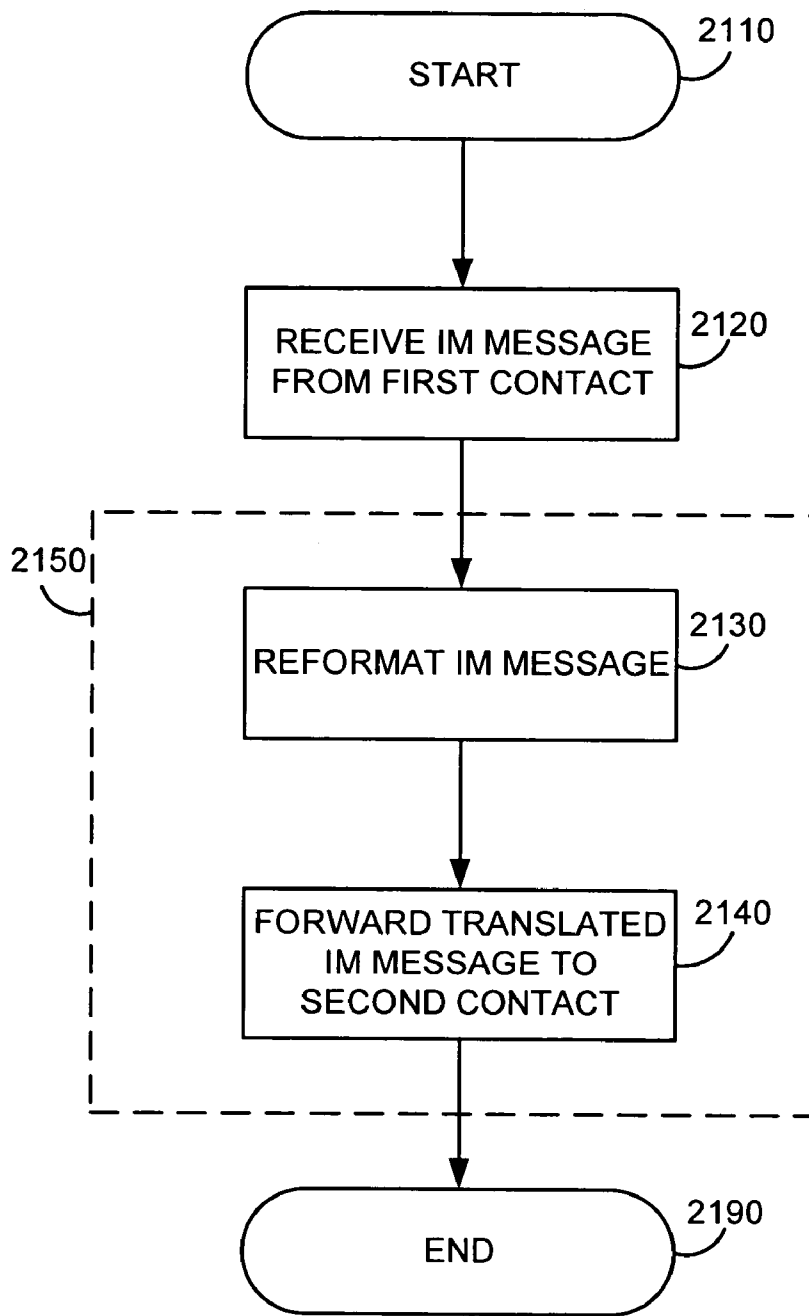 2110
START
2120
RECEIVE IM MESSAGE
FROM FIRST CONTACT
2150
2130
REFORMAT IM MESSAGE
2140
FORWARD TRANSLATED
IM MESSAGE TO
SECOND CONTACT
2190
END